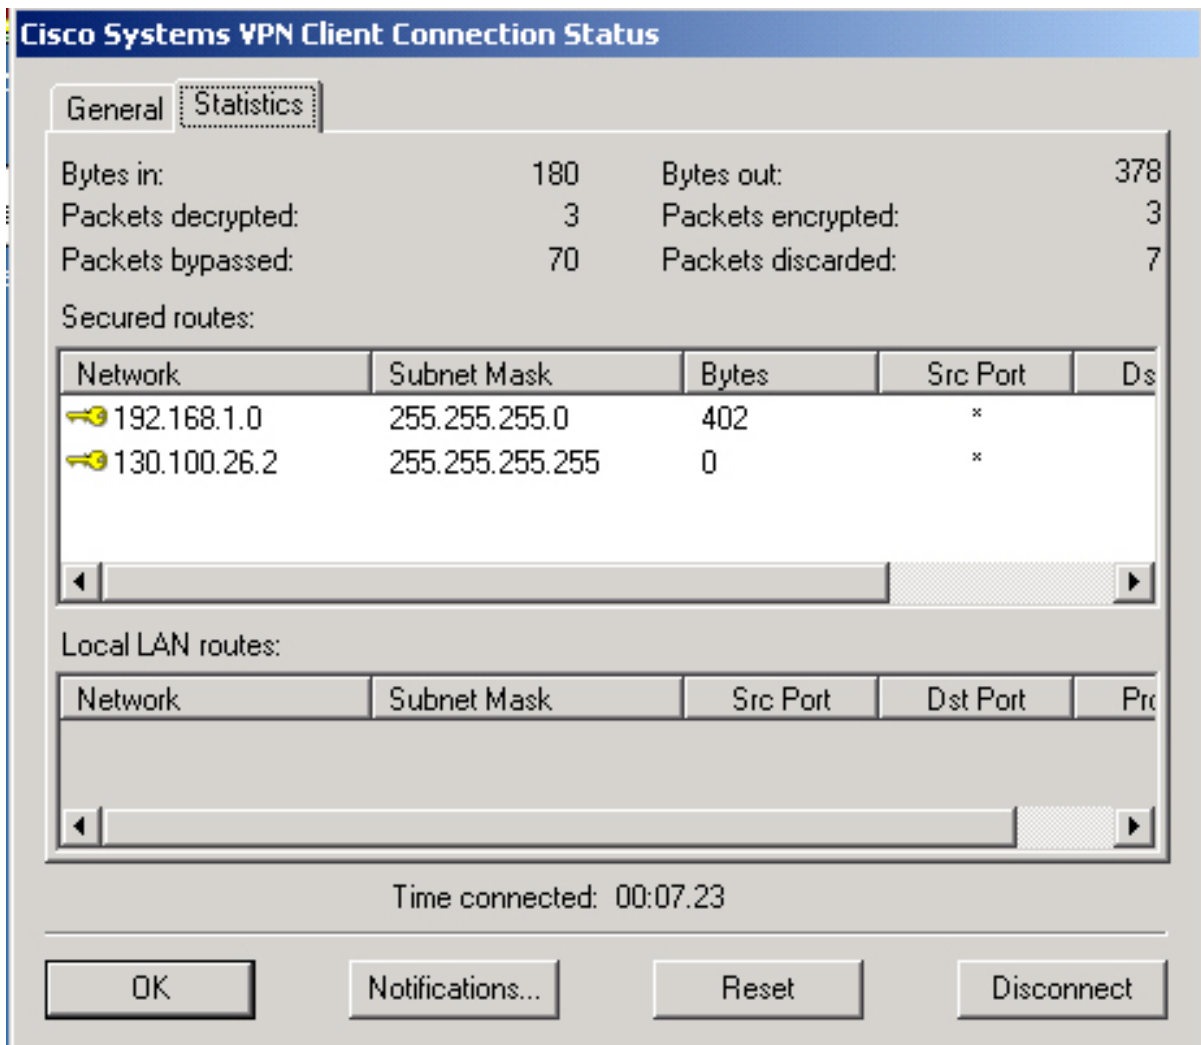 Cisco Systems VPN Client Connection Status
General Statistics
Bytes in: 180 Bytes out: 378
Packets decrypted: 3 Packets encrypted: 3
Packets bypassed: 70 Packets discarded: 7
Secured routes:
Network Subnet Mask Bytes Src Port Ds
192.168.1.0 255.255.255.0 402 *
130.100.26.2 255.255.255.255 0 *
Local LAN routes:
Network Subnet Mask Src Port Dst Port Pro
Time connected: 00:07.23
OK Notifications... Reset Disconnect